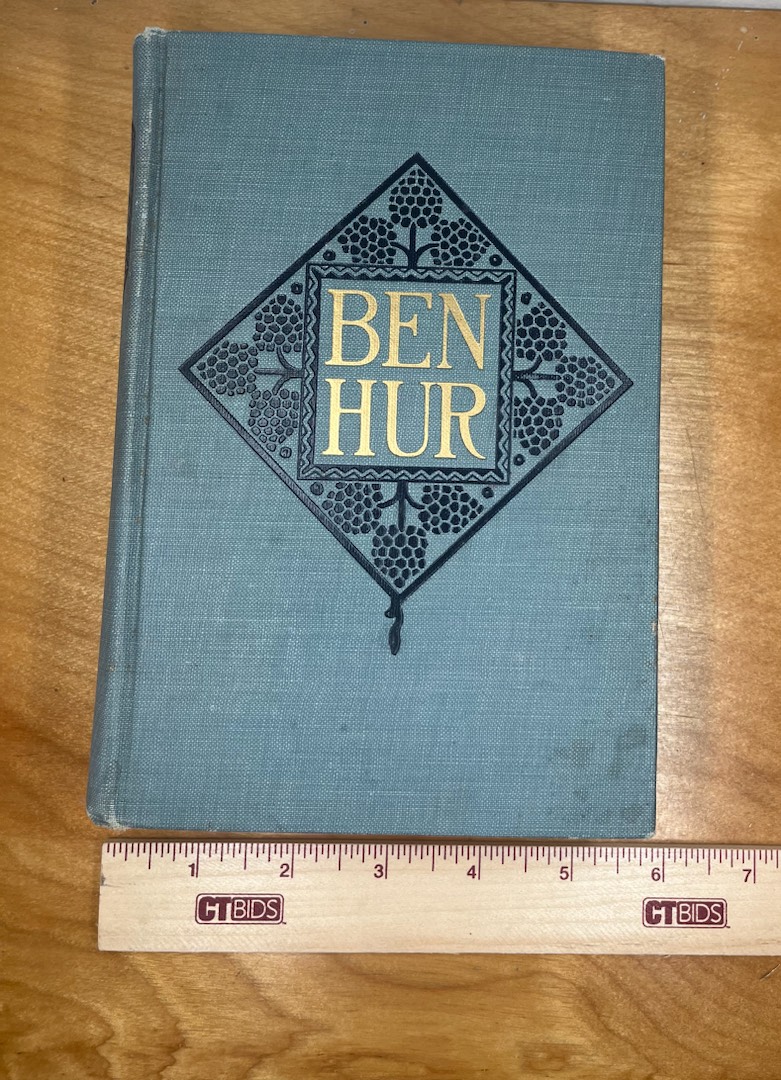 BEN
HUR
1 2 3 4 5 6 7
CTBIDS CTBIDS